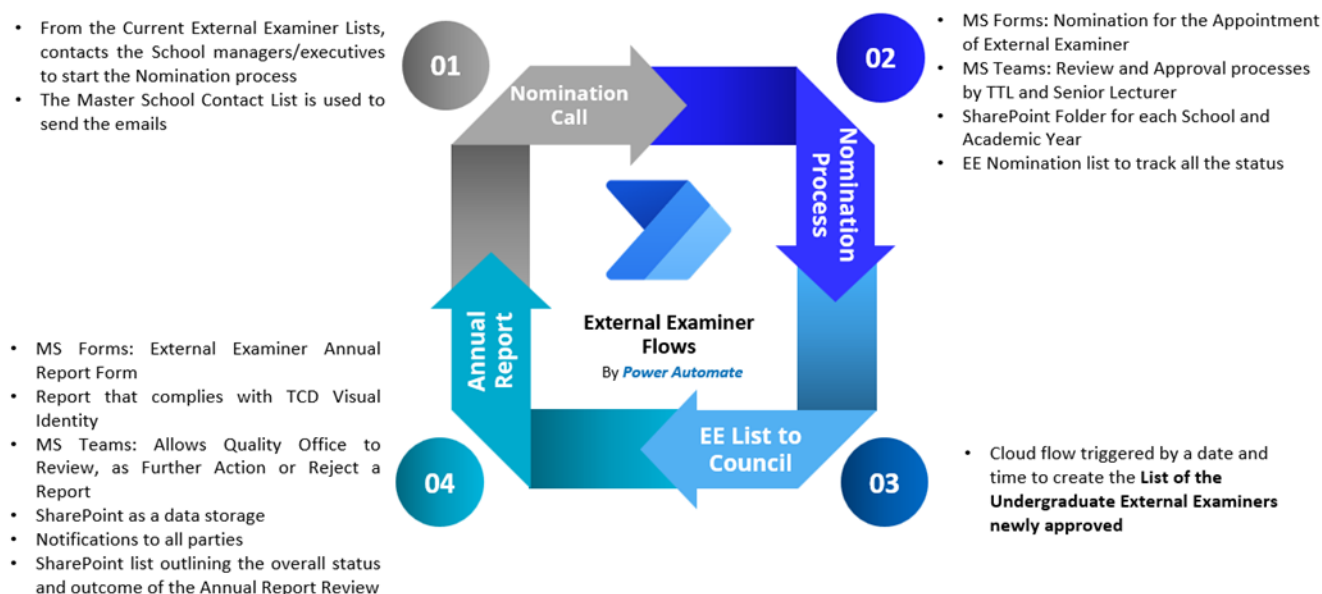 • From the Current External Examiner Lists,
contacts the School managers/executives
to start the Nomination process
• The Master School Contact List is used to
send the emails
01
Nomination
Call
02
• MS Forms: Nomination for the Appointment
of External Examiner
• MS Teams: Review and Approval processes
by TTL and Senior Lecturer
• SharePoint Folder for each School and
Academic Year
• EE Nomination list to track all the status
Nomination
Process
External Examiner
Flows
By Power Automate
• MS Forms: External Examiner Annual
Report Form
• Report that complies with TCD Visual
Identity
• MS Teams: Allows Quality Office to
Review, as Further Action or Reject a
Report
• SharePoint as a data storage
• Notifications to all parties
• SharePoint list outlining the overall status
and outcome of the Annual Report Review
Annual
Report
04
EE List to
Council
03
• Cloud flow triggered by a date and
time to create the List of the
Undergraduate External Examiners
newly approved